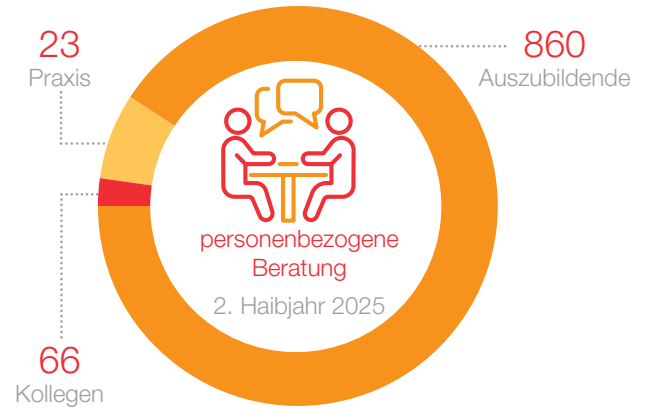 23
Praxis
860
Auszubildende
personenbezogene
Beratung
2. Haibjahr 2025
66
Kollegen